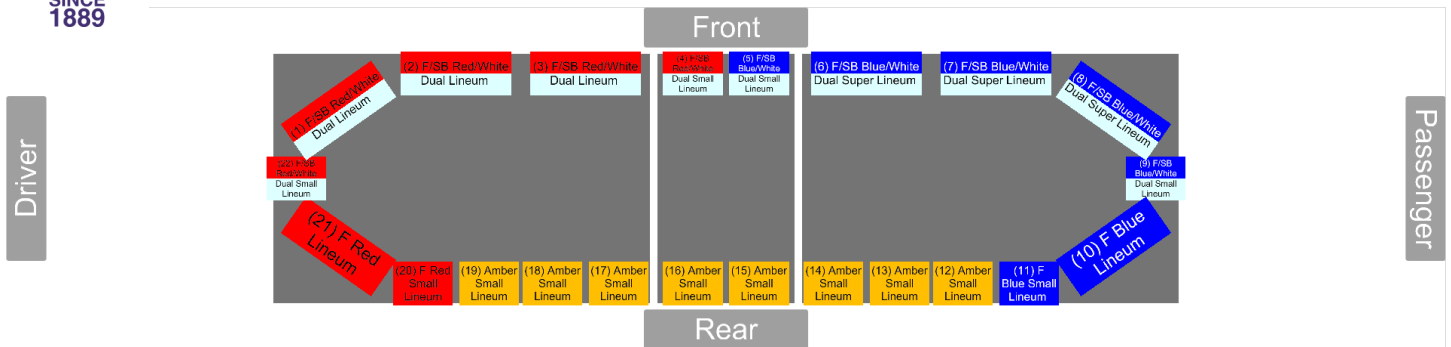 SINCE
1889
Front
(1) F/SB Red/White
Dual Lineum
(2) F/SB Red/White
Dual Lineum
(3) F/SB Red/White
Dual Lineum
(4) F/SB
Red/White
Dual Small
Lineum
(5) F/SB
Blue/White
Dual Small
Lineum
(6) F/SB Blue/White
Dual Super Lineum
(7) F/SB Blue/White
Dual Super Lineum
(8) F/SB Blue/White
Dual Super Lineum
Driver
(22) F/SB
Red/White
Dual Small
Lineum
(9) F/SB
Blue/White
Dual Small
Lineum
Passenger
(21) F Red
Lineum
(20) F Red
Small
Lineum
(19) Amber
Small
Lineum
(18) Amber
Small
Lineum
(17) Amber
Small
Lineum
(16) Amber
Small
Lineum
(15) Amber
Small
Lineum
(14) Amber
Small
Lineum
(13) Amber
Small
Lineum
(12) Amber
Small
Lineum
(11) F
Blue Small
Lineum
(10) F Blue
Lineum
Rear